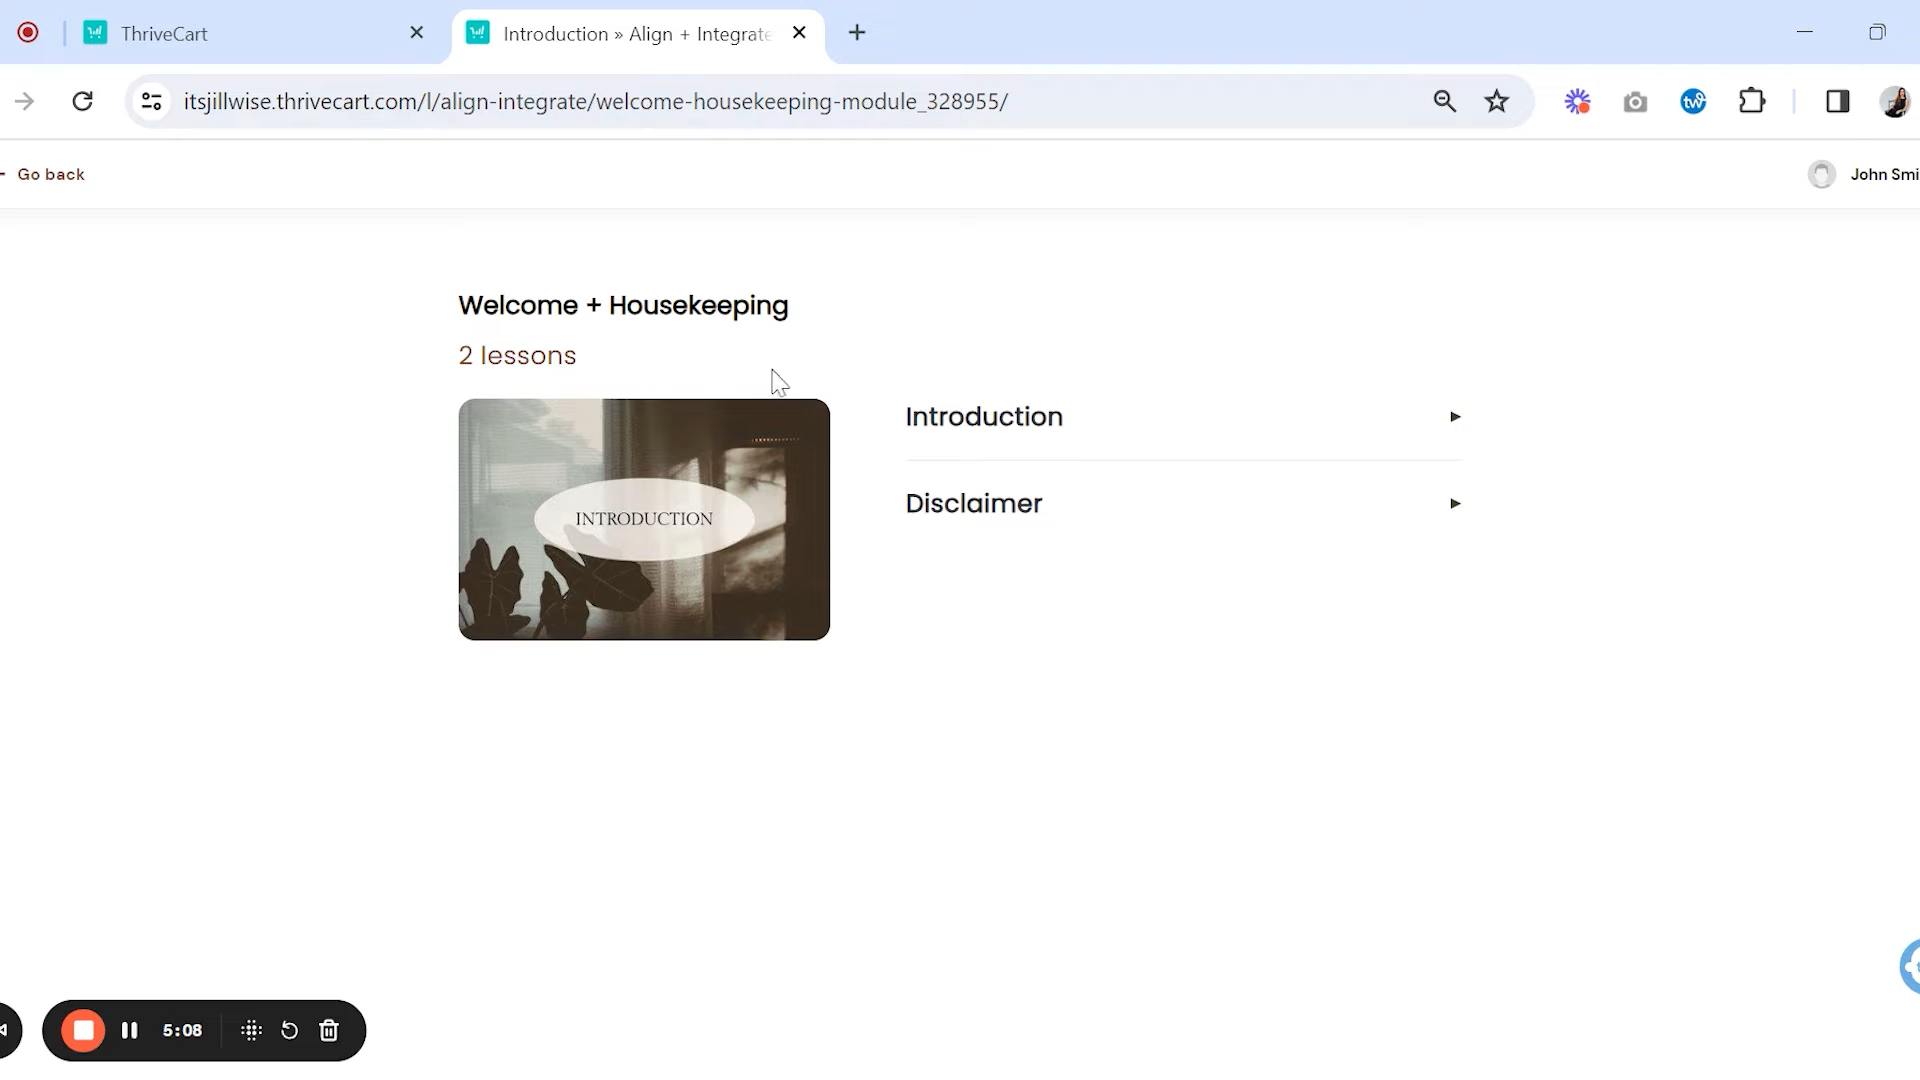 ThriveCart
Introduction » Align + Integrate
itsjillwise.thrivecart.com/l/align-integrate/welcome-housekeeping-module_328955/
tw
Go back
John Smi
Welcome + Housekeeping
2 lessons
INTRODUCTION
Introduction
Disclaimer
5:08